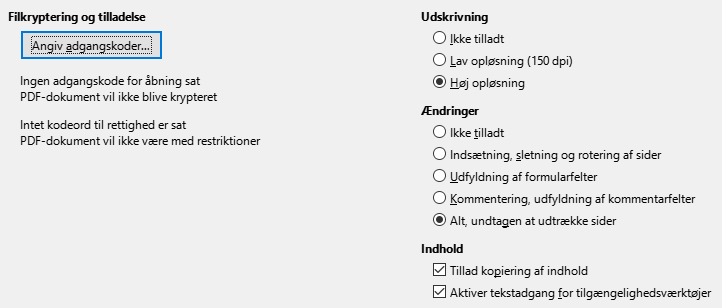 Filkryptering og tilladelse
Angiv adgangskoder...
Ingen adgangskode for åbning sat
PDF-dokument vil ikke blive krypteret
Intet kodeord til rettighed er sat
PDF-dokument vil ikke være med restriktioner
Udskrivning
Ikke tilladt
Lav opløsning (150 dpi)
Høj opløsning
Ændringer
Ikke tilladt
Indsætning, sletning og rotering af sider
Udfyldning af formularfelter
Kommentering, udfyldning af kommentarfelter
Alt, undtagen at udtrække sider
Indhold
Tillad kopiering af indhold
Aktiver tekstadgang for tilgængelighedsværktøjer